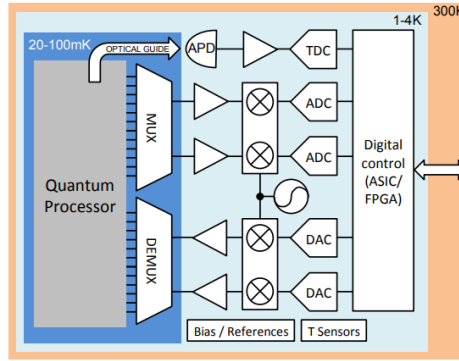 300K
1-4K
20-100mK
OPTICAL GUIDE
APD
TDC
MUX
ADC
ADC
Quantum
Processor
Digital
control
(ASIC/
FPGA)
DEMUX
DAC
DAC
Bias / References
T Sensors